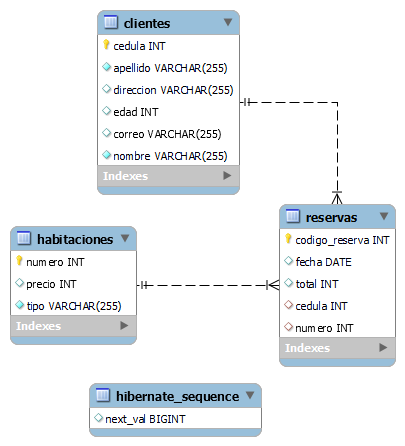 clientes
cedula INT
apellido VARCHAR(255)
direccion VARCHAR(255)
edad INT
correo VARCHAR(255)
nombre VARCHAR(255)
Indexes
reservas
codigo_reserva INT
fecha DATE
total INT
cedula INT
numero INT
Indexes
habitaciones
numero INT
precio INT
tipo VARCHAR(255)
Indexes
hibernate_sequence
next_val BIGINT